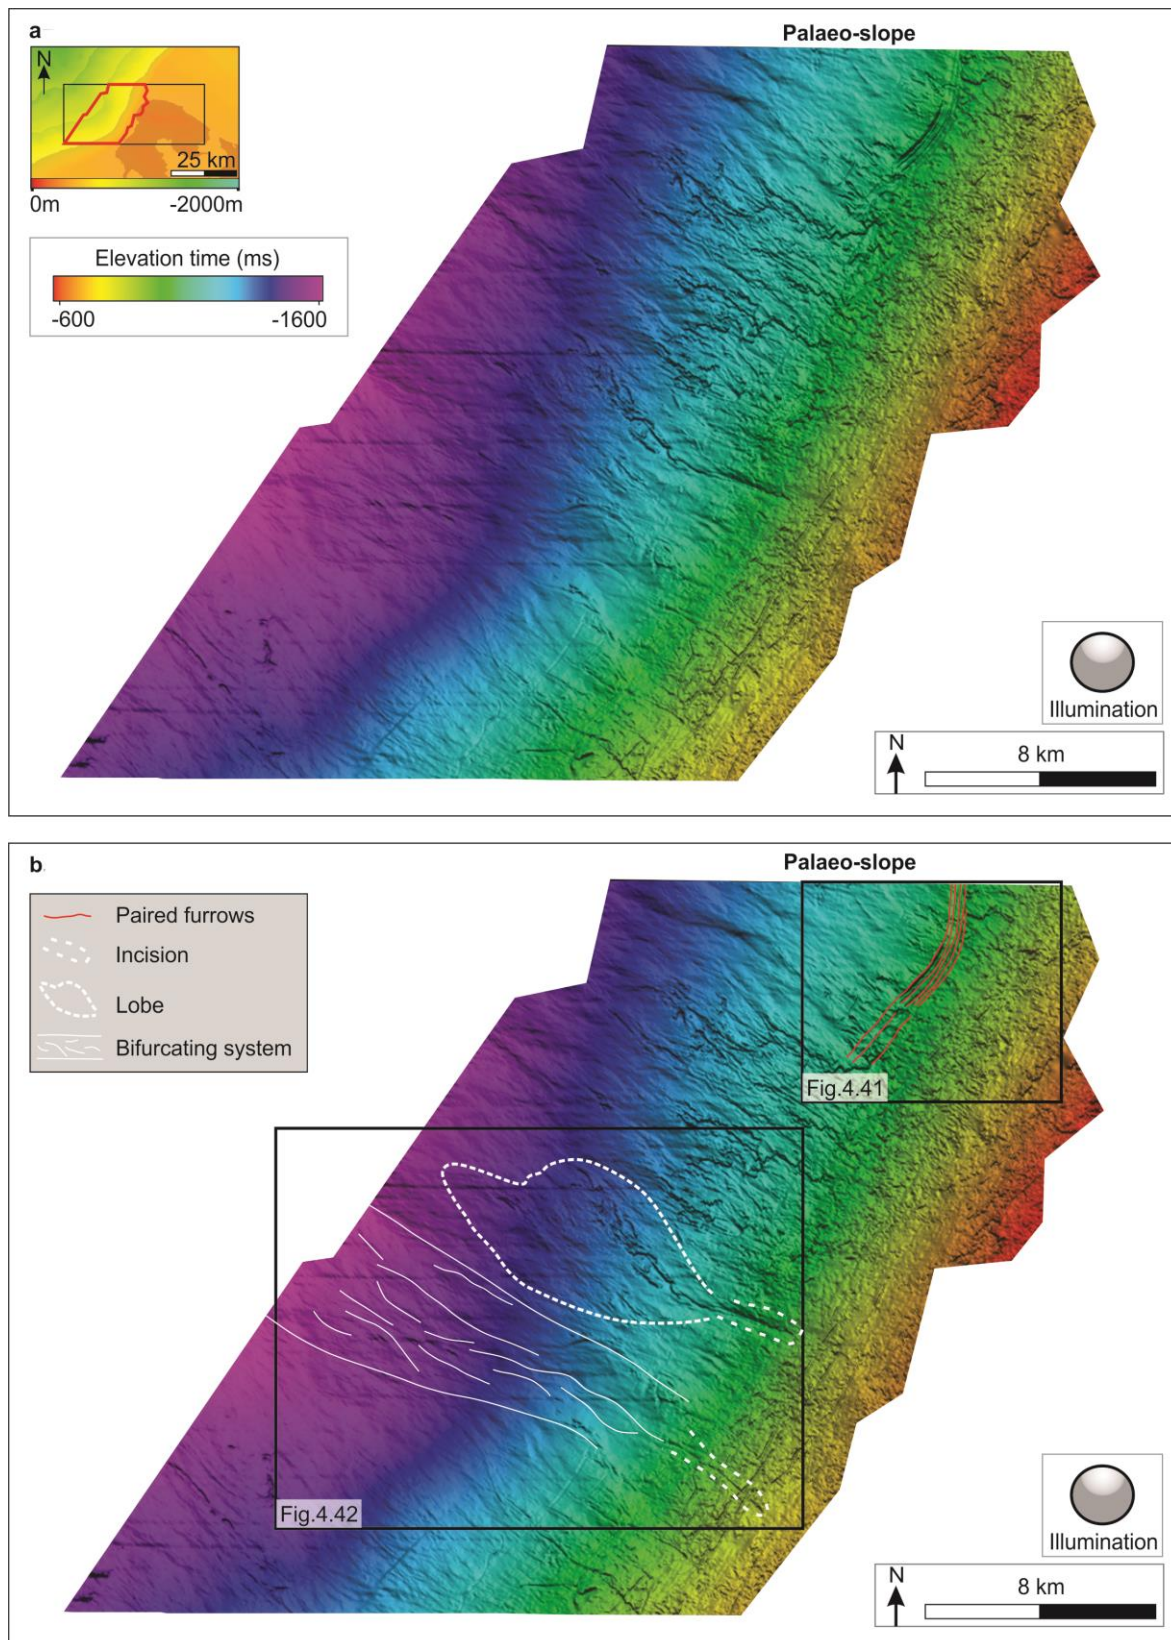 a
Palaeo-slope
N
25 km
0m -2000m
Elevation time (ms)
-600 -1600
Illumination
N
8 km
b
Palaeo-slope
Paired furrows
Incision
Lobe
Bifurcating system
Fig.4.41
Fig.4.42
Illumination
N
8 km